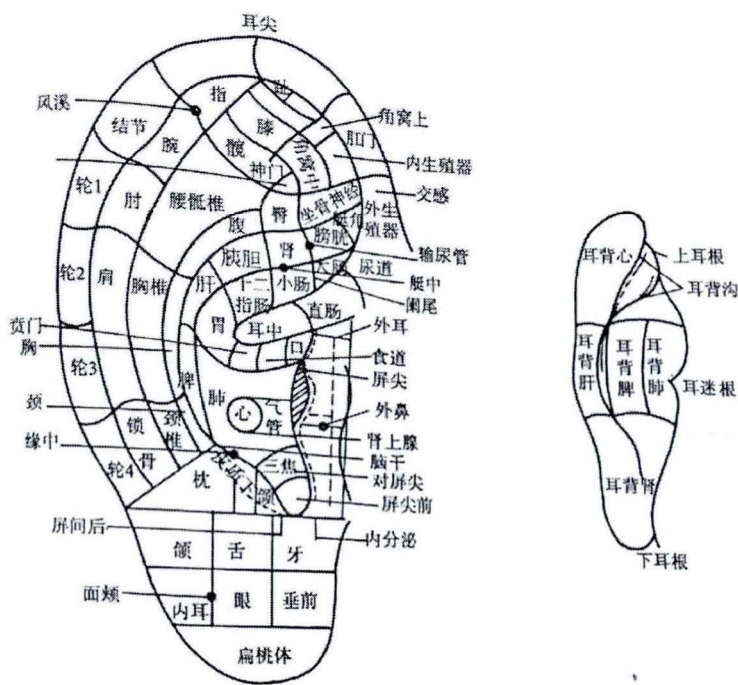 耳尖
风溪
指
趾
结节
腕
膝
髋
角窝上
肛门
角窝中
神门
内生殖器
轮1
肘
腰骶椎
臀
坐骨神经
交感
外生
殖器
腹
艇角
膀胱
输尿管
肾
胰胆
轮2
肩
胸椎
肝
十二
指肠
小肠
大肠
尿道
艇中
阑尾
胃
耳中
直肠
贲门
外耳
胸
口
食道
轮3
脾
肺
屏尖
心
气
管
外鼻
颈
锁
骨
颈
椎
肾上腺
缘中
脑干
轮4
枕
皮质下
三焦
对屏尖
颞
屏尖前
屏间后
内分泌
颌
舌
牙
面颊
内耳
眼
垂前
扁桃体
耳背心
上耳根
耳背沟
耳背肝
耳背脾
耳背肺
耳迷根
耳背肾
下耳根